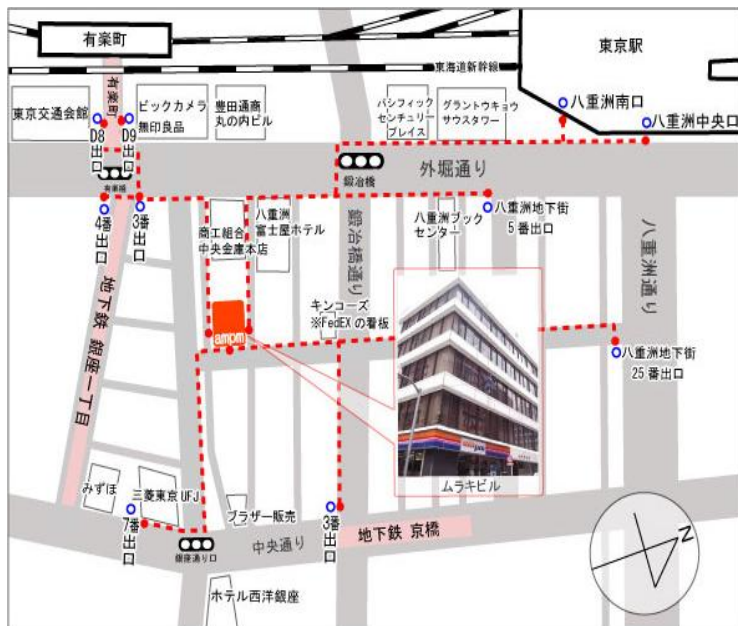 有楽町
東京駅
東海道新幹線
有楽町
東京交通会館
ビックカメラ
無印良品
豊田通商
丸の内ビル
パシフィック
センチュリー
プレイス
グラントウキョウ
サウスタワー
八重洲南口
八重洲中央口
D8
出口
D9
出口
外堀通り
鍛冶橋
4番
出口
3番
出口
商工組合
中央金庫本店
八重洲
富士屋ホテル
鍛冶橋通り
八重洲ブック
センター
八重洲地下街
5番出口
八重洲通り
地下鉄 銀座一丁目
キンコーズ
※FedEXの看板
ampm
八重洲地下街
25番出口
ムラキビル
みずほ
三菱東京UFJ
7番
出口
ブラザー販売
3番
出口
銀座通り口
中央通り
地下鉄 京橋
ホテル西洋銀座
N